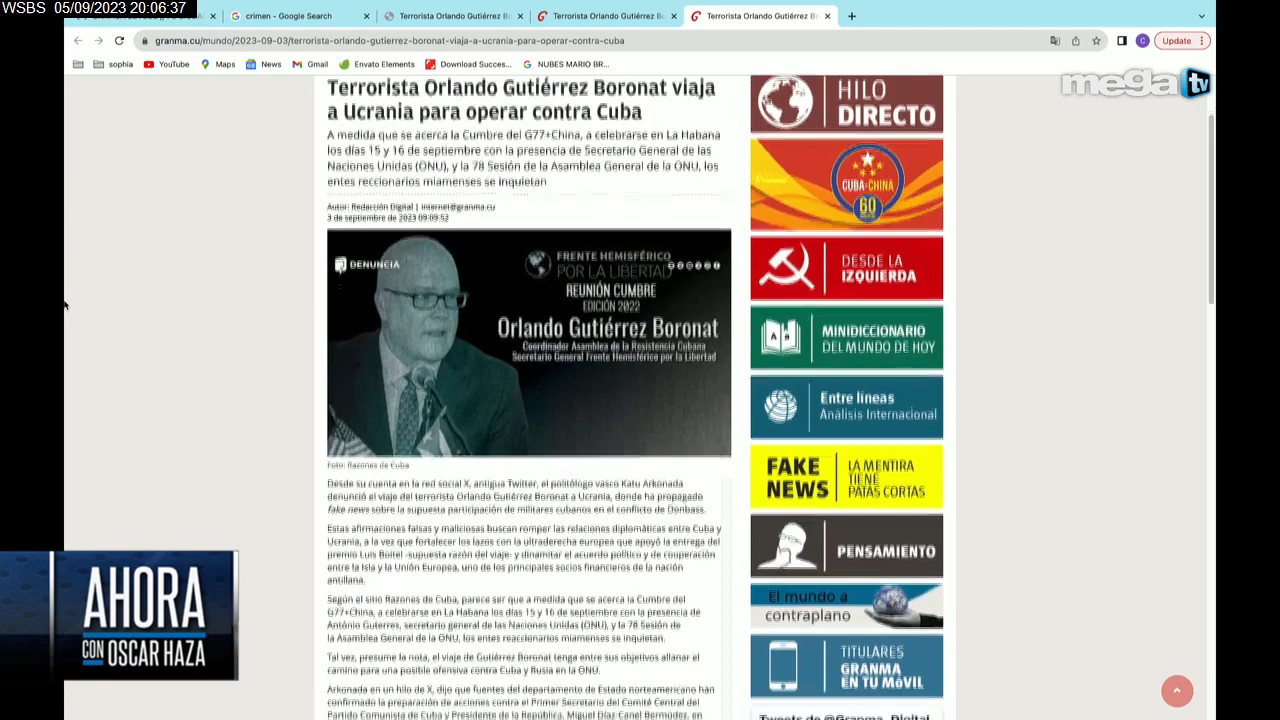 WSBS 05/09/2023 20:06:37
crimen - Google Search
Terrorista Orlando Gutiérrez Bo
Terrorista Orlando Gutiérrez Bo
Terrorista Orlando Gutiérrez Bo
granma.cu/mundo/2023-09-03/terrorista-orlando-gutierrez-boronat-viaja-a-ucrania-para-operar-contra-cuba
C
Update
sophia
YouTube
Maps
News
Gmail
Envato Elements
Download Succes...
NUBES MARIO BR...
mega tv
Terrorista Orlando Gutiérrez Boronat viaja
a Ucrania para operar contra Cuba
A medida que se acerca la Cumbre del G77+China, a celebrarse en La Habana
los días 15 y 16 de septiembre con la presencia de Secretario General de las
Naciones Unidas (ONU), y la 78 Sesión de la Asamblea General de la ONU, los
entes reccionarios miamenses se inquietan
Autor: Redacción Digital | internet@granma.cu
3 de septiembre de 2023 09:09:52
DENUNCIA
FRENTE HEMISFÉRICO
POR LA LIBERTAD
REUNIÓN CUMBRE
EDICIÓN 2022
Orlando Gutiérrez Boronat
Coordinador Asamblea de la Resistencia Cubana
Secretario General Frente Hemisférico por la Libertad
Foto: Razones de Cuba
Desde su cuenta en la red social X, antigua Twitter, el politólogo vasco Katu Arkonada
denunció el viaje del terrorista Orlando Gutiérrez Boronat a Ucrania, donde ha propagado
fake news sobre la supuesta participación de militares cubanos en el conflicto de Donbass.
Estas afirmaciones falsas y maliciosas buscan romper las relaciones diplomáticas entre Cuba y
Ucrania, a la vez que fortalecer los lazos con la ultraderecha europea que apoyó la entrega del
premio Luis Boitel -supuesta razón del viaje- y dinamitar el acuerdo político y de cooperación
entre la Isla y la Unión Europea, uno de los principales socios financieros de la nación
antillana.
Según el sitio Razones de Cuba, parece ser que a medida que se acerca la Cumbre del
G77+China, a celebrarse en La Habana los días 15 y 16 de septiembre con la presencia de
António Guterres, secretario general de las Naciones Unidas (ONU), y la 78 Sesión de
la Asamblea General de la ONU, los entes reaccionarios miamenses se inquietan.
Tal vez, presume la nota, el viaje de Gutiérrez Boronat tenga entre sus objetivos allanar el
camino para una posible ofensiva contra Cuba y Rusia en la ONU.
Arkonada en un hilo de X, dijo que fuentes del departamento de Estado norteamericano han
confirmado la preparación de acciones contra el Primer Secretario del Comité Central del
Partido Comunista de Cuba y Presidente de la República, Miguel Díaz-Canel Bermúdez, en
HILO
DIRECTO
Granma
CUBA-CHINA
60
DESDE LA
IZQUIERDA
MINIDICCIONARIO
DEL MUNDO DE HOY
Entre líneas
Análisis Internacional
FAKE
NEWS
LA MENTIRA
TIENE
PATAS CORTAS
PENSAMIENTO
El mundo a
contraplano
TITULARES
GRANMA
EN TU MÓVIL
Tweets de @Granma_Digital
AHORA
CON OSCAR HAZA